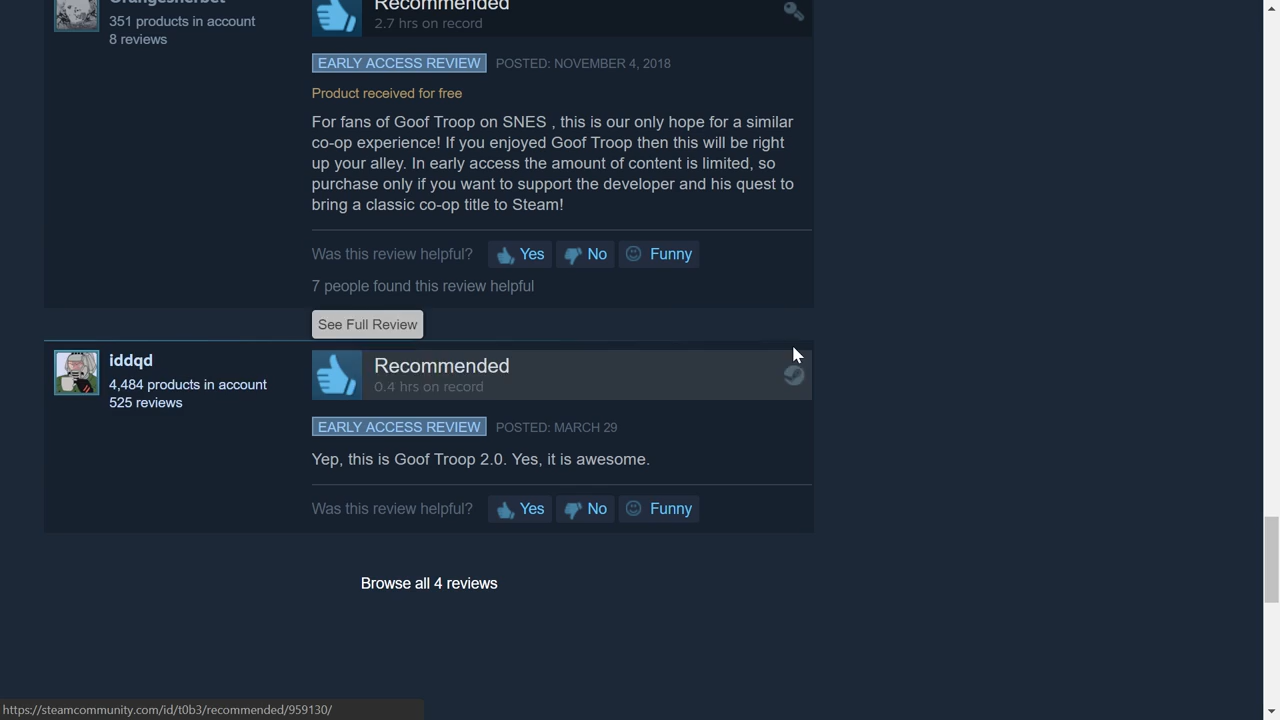 Orangesherbet
351 products in account
8 reviews
Recommended
2.7 hrs on record
EARLY ACCESS REVIEW POSTED: NOVEMBER 4, 2018
Product received for free
For fans of Goof Troop on SNES , this is our only hope for a similar
co-op experience! If you enjoyed Goof Troop then this will be right
up your alley. In early access the amount of content is limited, so
purchase only if you want to support the developer and his quest to
bring a classic co-op title to Steam!
Was this review helpful? Yes No Funny
7 people found this review helpful
See Full Review
iddqd
4,484 products in account
525 reviews
Recommended
0.4 hrs on record
EARLY ACCESS REVIEW POSTED: MARCH 29
Yep, this is Goof Troop 2.0. Yes, it is awesome.
Was this review helpful? Yes No Funny
Browse all 4 reviews
https://steamcommunity.com/id/t0b3/recommended/959130/